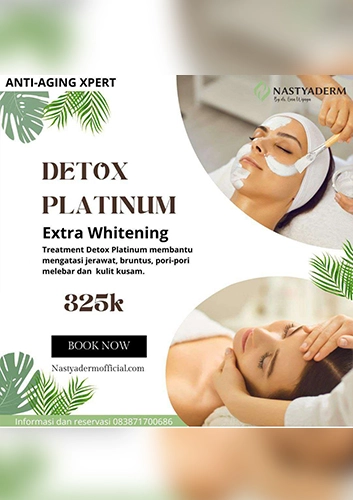 ANTI-AGING XPERT
NASTYADERM
DETOX
PLATINUM
Extra Whitening
Treatment Detox Platinum membantu
mengatasi jerawat, bruntus, pori-pori
melebar dan kulit kusam.
325k
BOOK NOW
Nastyadermofficial.com
Informasi dan reservasi 083871700686